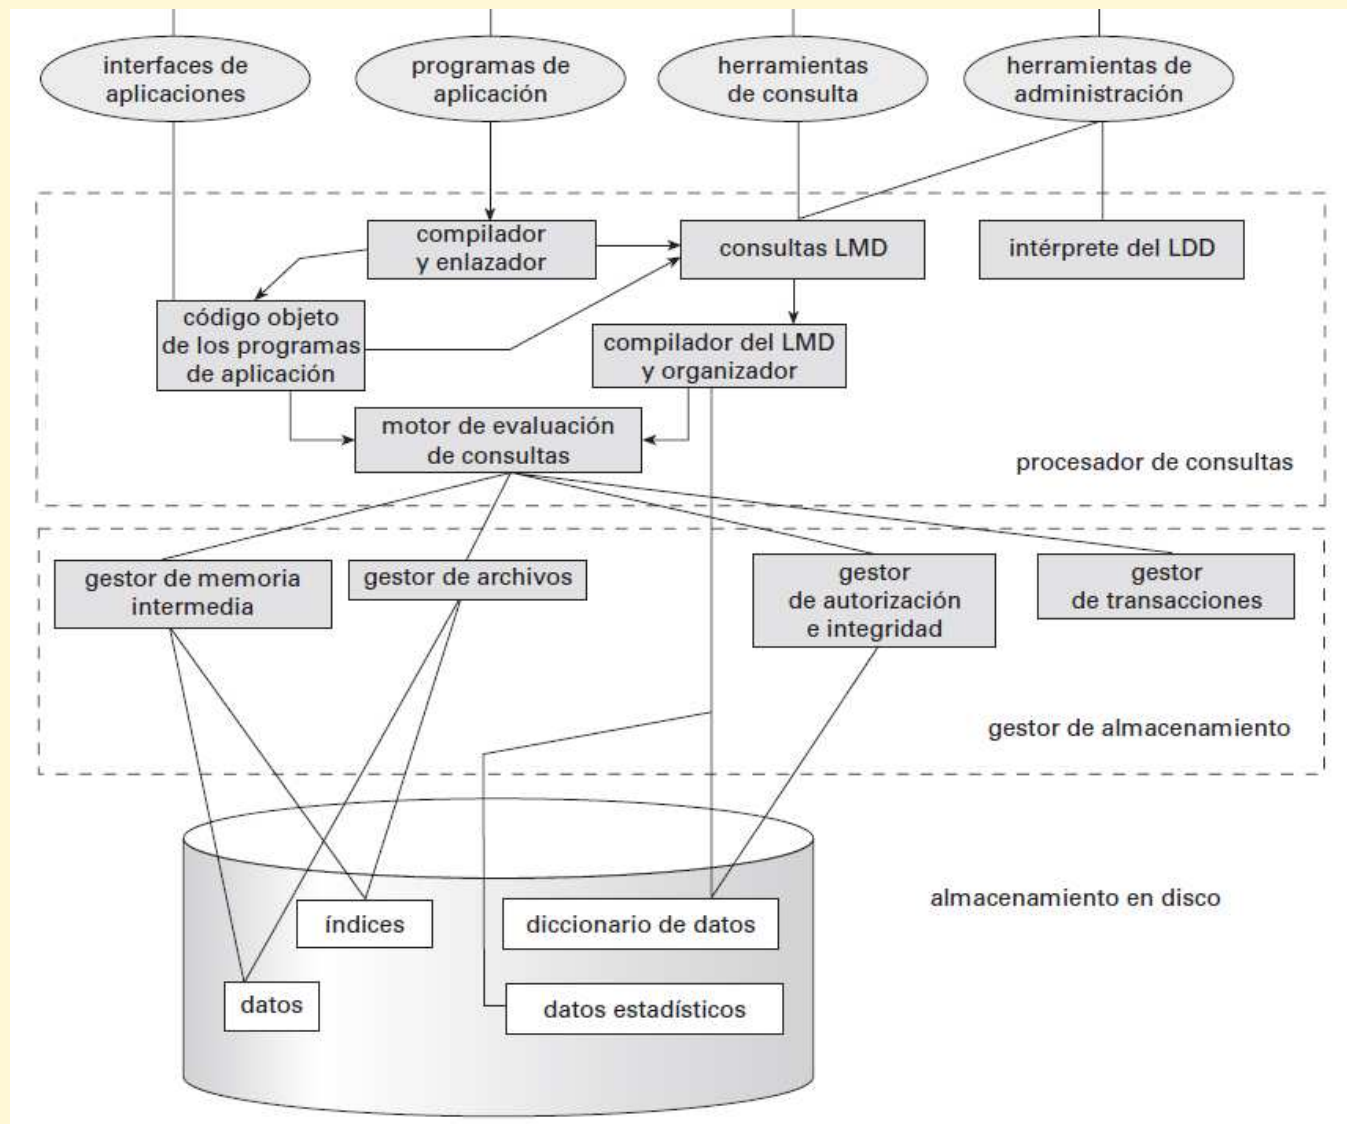 interfaces de
aplicaciones
programas de
aplicación
herramientas
de consulta
herramientas de
administración
compilador
y enlazador
consultas LMD
intérprete del LDD
código objeto
de los programas
de aplicación
compilador del LMD
y organizador
motor de evaluación
de consultas
procesador de consultas
gestor de memoria
intermedia
gestor de archivos
gestor
de autorización
e integridad
gestor
de transacciones
gestor de almacenamiento
índices
diccionario de datos
almacenamiento en disco
datos
datos estadísticos